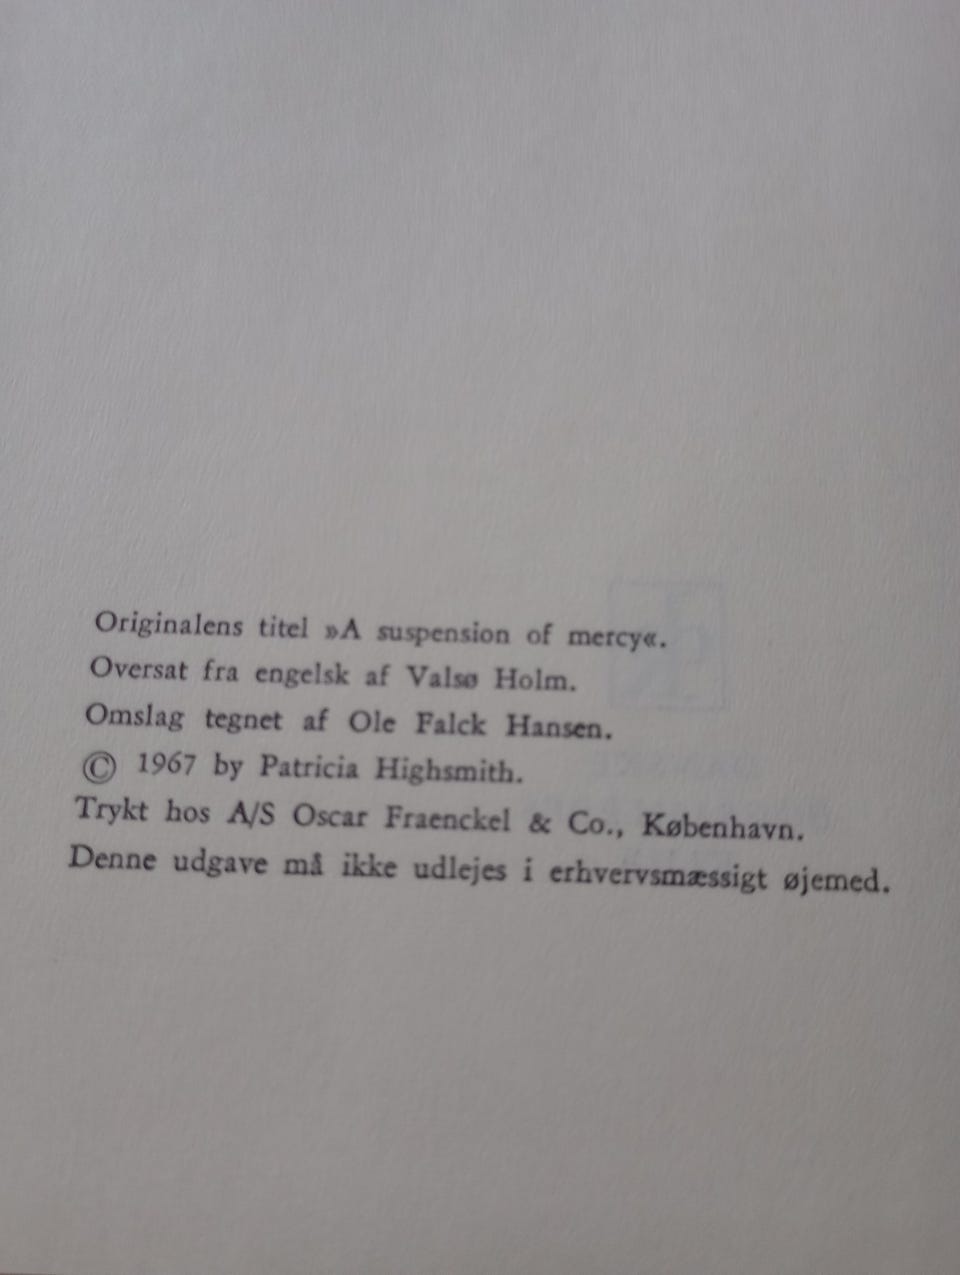 Originalens titel »A suspension of mercy«.
Oversat fra engelsk af Valsø Holm.
Omslag tegnet af Ole Falck Hansen.
© 1967 by Patricia Highsmith.
Trykt hos A/S Oscar Fraenckel & Co., København.
Denne udgave må ikke udlejes i erhvervsmæssigt øjemed.